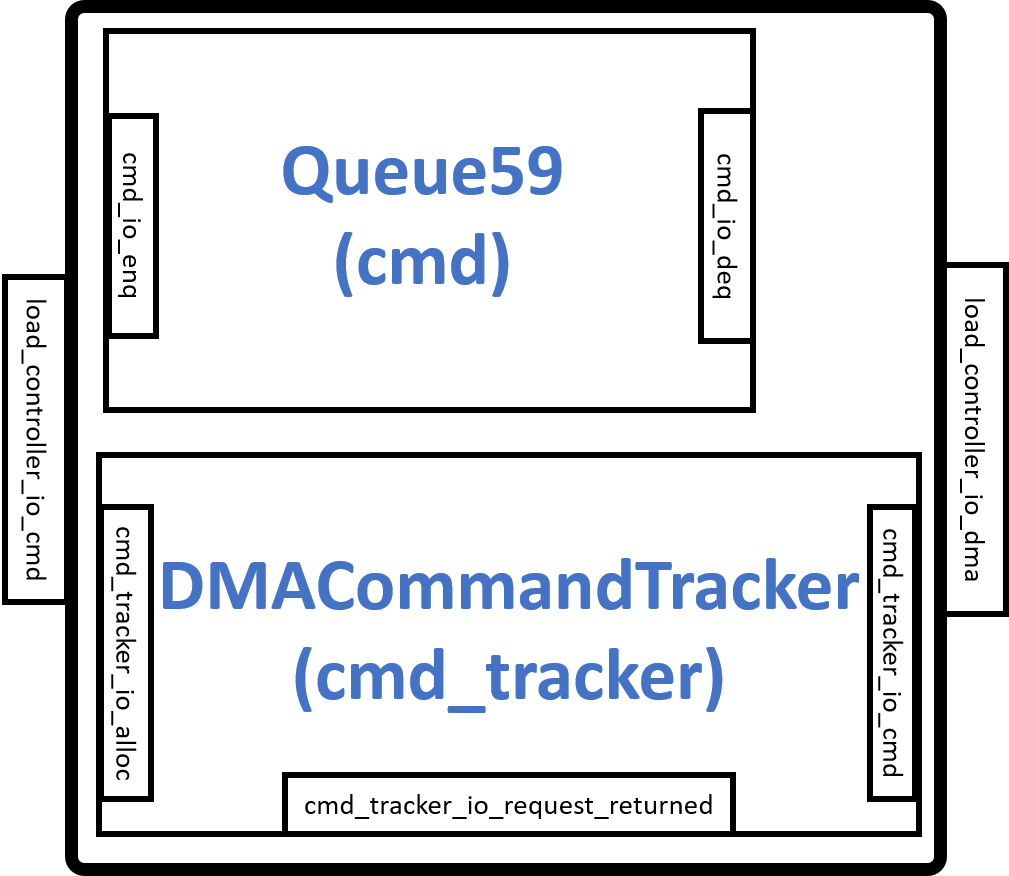 Queue59
(cmd)
cmd_io_enq
cmd_io_deq
load_controller_io_cmd
load_controller_io_dma
DMACommandTracker
(cmd_tracker)
cmd_tracker_io_alloc
cmd_tracker_io_cmd
cmd_tracker_io_request_returned